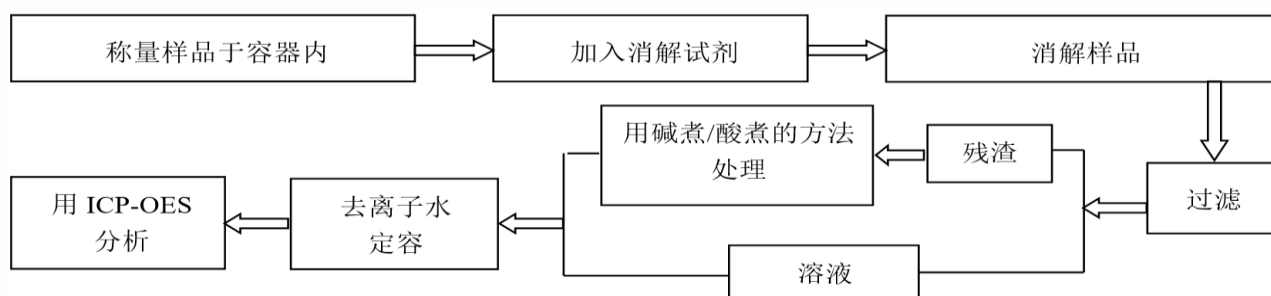 称量样品于容器内
加入消解试剂
消解样品
过滤
残渣
用碱煮/酸煮的方法
处理
溶液
去离子水
定容
用 ICP-OES
分析